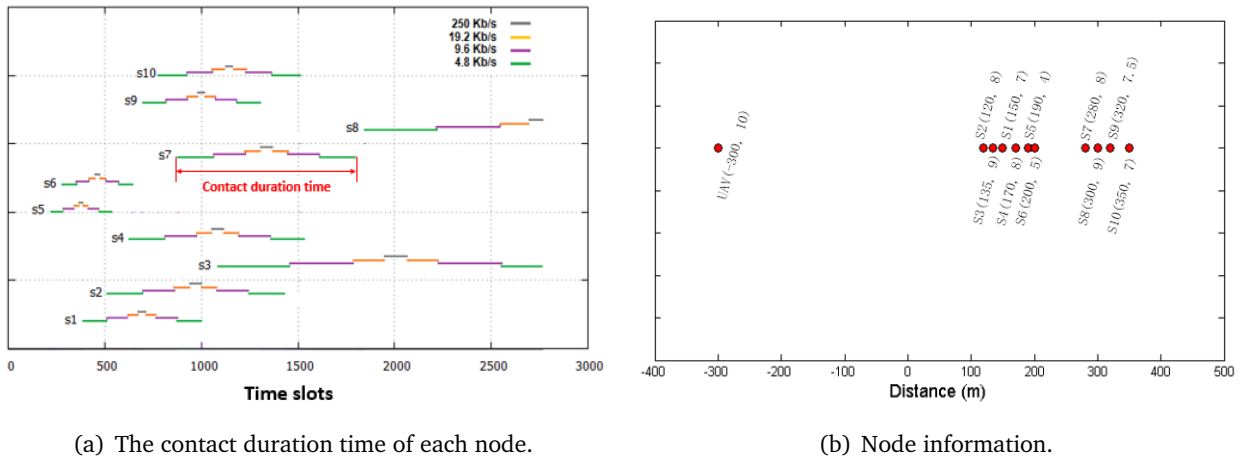 250 Kb/s
19.2 Kb/s
9.6 Kb/s
4.8 Kb/s
s10
s9
s8
s7
Contact duration time
s6
s5
s4
s3
s2
s1
0 500 1000 1500 2000 2500 3000
Time slots
(a) The contact duration time of each node.
UAV(-300, 10)
S2(120, 8)
S1(150, 7)
S5(190, 4)
S7(280, 8)
S9(320, 7.5)
S3(135, 9)
S4(170, 8)
S6(200, 5)
S8(300, 9)
S10(350, 7)
-400 -300 -200 -100 0 100 200 300 400 500
Distance (m)
(b) Node information.